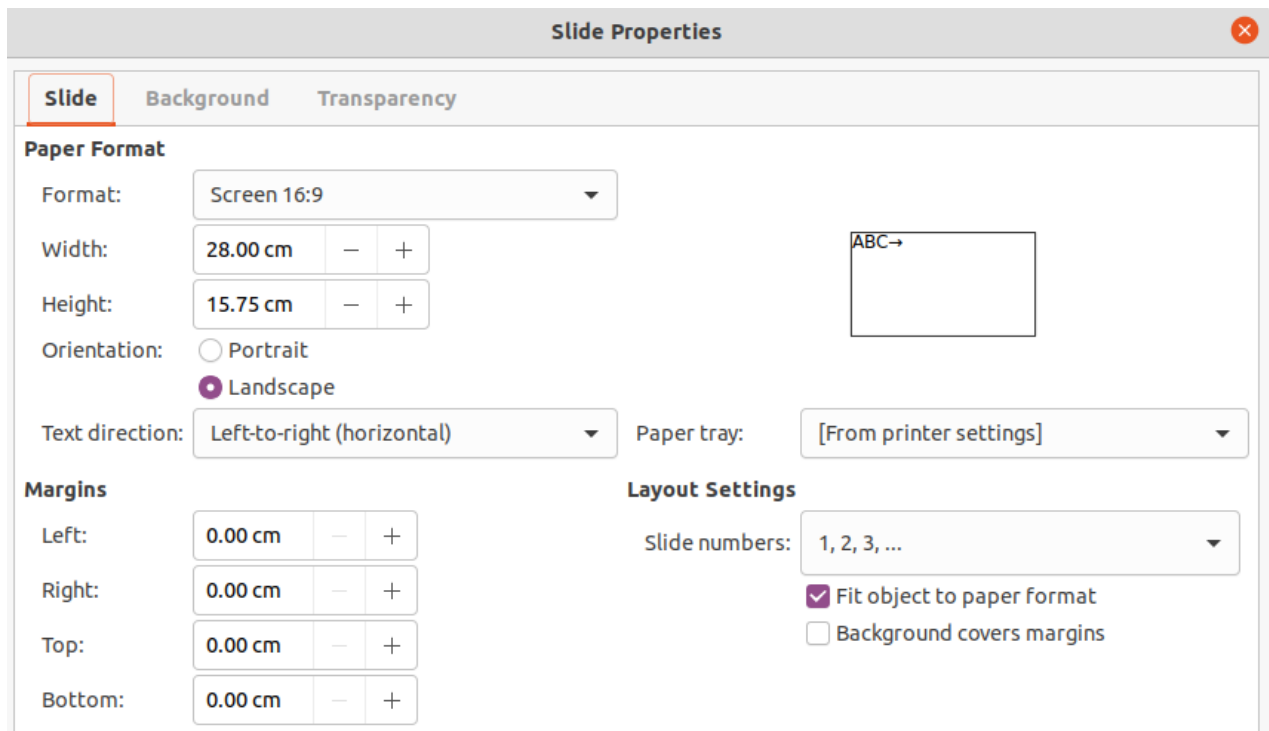 Slide Properties
Slide Background Transparency
Paper Format
Format: Screen 16:9
Width: 28.00 cm
ABC→
Height: 15.75 cm
Orientation: Portrait
Landscape
Text direction: Left-to-right (horizontal) Paper tray: [From printer settings]
Margins Layout Settings
Left: 0.00 cm
Slide numbers: 1, 2, 3, ...
Right: 0.00 cm
Fit object to paper format
Top: 0.00 cm
Background covers margins
Bottom: 0.00 cm